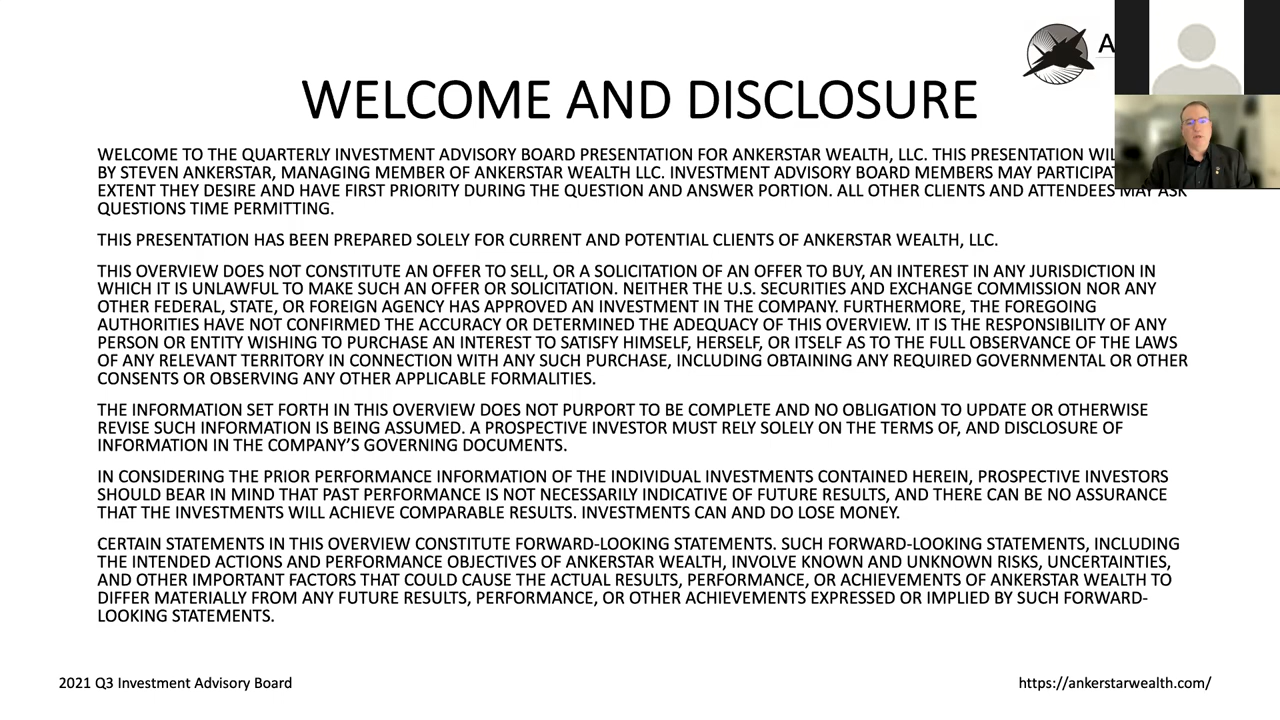 A
WELCOME AND DISCLOSURE
WELCOME TO THE QUARTERLY INVESTMENT ADVISORY BOARD PRESENTATION FOR ANKERSTAR WEALTH, LLC. THIS PRESENTATION
BY STEVEN ANKERSTAR, MANAGING MEMBER OF ANKERSTAR WEALTH LLC. INVESTMENT ADVISORY BOARD MEMBERS MAY
EXTENT THEY DESIRE AND HAVE FIRST PRIORITY DURING THE QUESTION AND ANSWER PORTION. ALL OTHER CLIENTS AND ATTENDEES MAY ASK
QUESTIONS TIME PERMITTING.
THIS PRESENTATION HAS BEEN PREPARED SOLELY FOR CURRENT AND POTENTIAL CLIENTS OF ANKERSTAR WEALTH, LLC.
THIS OVERVIEW DOES NOT CONSTITUTE AN OFFER TO SELL, OR A SOLICITATION OF AN OFFER TO BUY, AN INTEREST IN ANY JURISDICTION IN
WHICH IT IS UNLAWFUL TO MAKE SUCH AN OFFER OR SOLICITATION. NEITHER THE U.S. SECURITIES AND EXCHANGE COMMISSION NOR ANY
OTHER FEDERAL, STATE, OR FOREIGN AGENCY HAS APPROVED AN INVESTMENT IN THE COMPANY. FURTHERMORE, THE FOREGOING
AUTHORITIES HAVE NOT CONFIRMED THE ACCURACY OR DETERMINED THE ADEQUACY OF THIS OVERVIEW. IT IS THE RESPONSIBILITY OF ANY
PERSON OR ENTITY WISHING TO PURCHASE AN INTEREST TO SATISFY HIMSELF, HERSELF, OR ITSELF AS TO THE FULL OBSERVANCE OF THE LAWS
OF ANY RELEVANT TERRITORY IN CONNECTION WITH ANY SUCH PURCHASE, INCLUDING OBTAINING ANY REQUIRED GOVERNMENTAL OR OTHER
CONSENTS OR OBSERVING ANY OTHER APPLICABLE FORMALITIES.
THE INFORMATION SET FORTH IN THIS OVERVIEW DOES NOT PURPORT TO BE COMPLETE AND NO OBLIGATION TO UPDATE OR OTHERWISE
REVISE SUCH INFORMATION IS BEING ASSUMED. A PROSPECTIVE INVESTOR MUST RELY SOLELY ON THE TERMS OF, AND DISCLOSURE OF
INFORMATION IN THE COMPANY'S GOVERNING DOCUMENTS.
IN CONSIDERING THE PRIOR PERFORMANCE INFORMATION OF THE INDIVIDUAL INVESTMENTS CONTAINED HEREIN, PROSPECTIVE INVESTORS
SHOULD BEAR IN MIND THAT PAST PERFORMANCE IS NOT NECESSARILY INDICATIVE OF FUTURE RESULTS, AND THERE CAN BE NO ASSURANCE
THAT THE INVESTMENTS WILL ACHIEVE COMPARABLE RESULTS. INVESTMENTS CAN AND DO LOSE MONEY.
CERTAIN STATEMENTS IN THIS OVERVIEW CONSTITUTE FORWARD-LOOKING STATEMENTS. SUCH FORWARD-LOOKING STATEMENTS, INCLUDING
THE INTENDED ACTIONS AND PERFORMANCE OBJECTIVES OF ANKERSTAR WEALTH, INVOLVE KNOWN AND UNKNOWN RISKS, UNCERTAINTIES,
AND OTHER IMPORTANT FACTORS THAT COULD CAUSE THE ACTUAL RESULTS, PERFORMANCE, OR ACHIEVEMENTS OF ANKERSTAR WEALTH TO
DIFFER MATERIALLY FROM ANY FUTURE RESULTS, PERFORMANCE, OR OTHER ACHIEVEMENTS EXPRESSED OR IMPLIED BY SUCH FORWARD-
LOOKING STATEMENTS.
2021 Q3 Investment Advisory Board
https://ankerstarwealth.com/